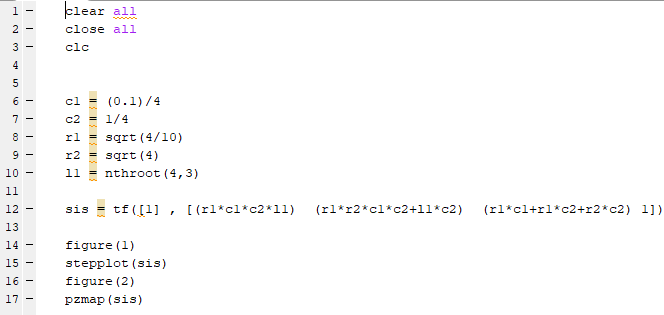 1 - clear all
2 - close all
3 - clc
4
5
6 - c1 = (0.1)/4
7 - c2 = 1/4
8 - r1 = sqrt(4/10)
9 - r2 = sqrt(4)
10 - l1 = nthroot(4,3)
11
12 - sis = tf([1] , [(r1*c1*c2*l1) (r1*r2*c1*c2+l1*c2) (r1*c1+r1*c2+r2*c2) 1])
13
14 - figure(1)
15 - stepplot(sis)
16 - figure(2)
17 - pzmap(sis)